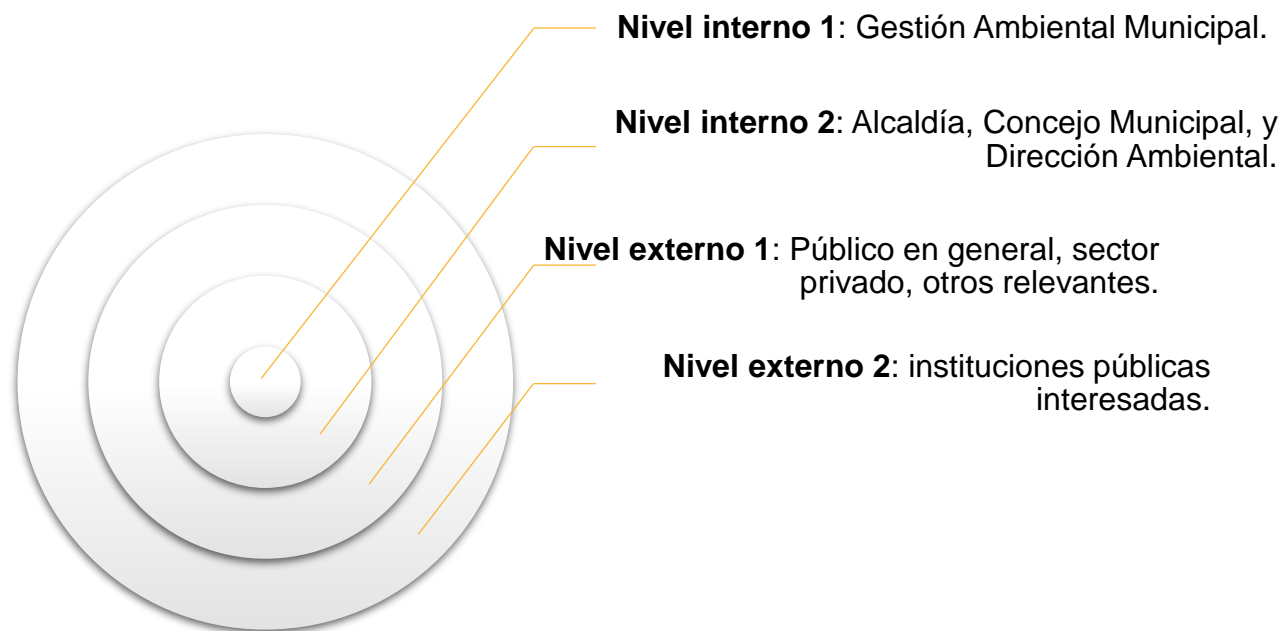 Nivel interno 1: Gestión Ambiental Municipal.
Nivel interno 2: Alcaldía, Concejo Municipal, y
Dirección Ambiental.
Nivel externo 1: Público en general, sector
privado, otros relevantes.
Nivel externo 2: instituciones públicas
interesadas.